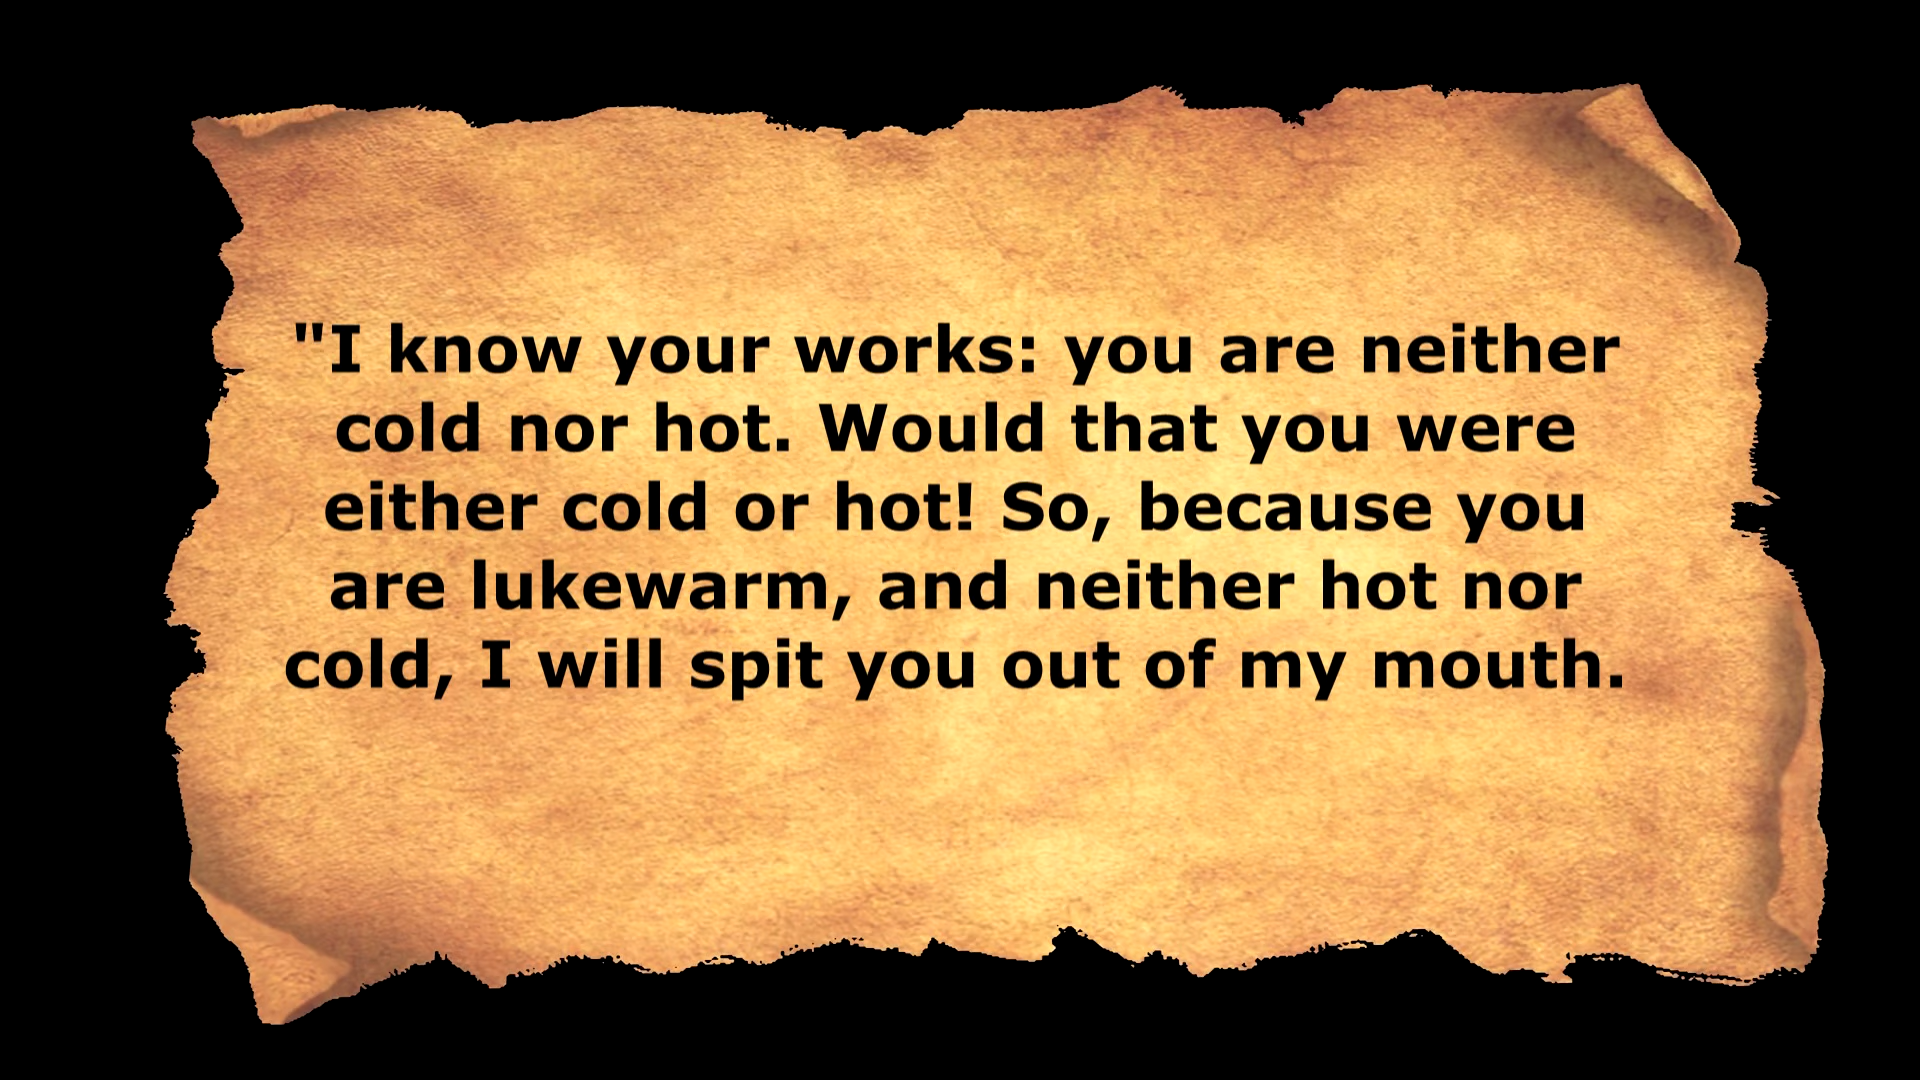 "I know your works: you are neither
cold nor hot. Would that you were
either cold or hot! So, because you
are lukewarm, and neither hot nor
cold, I will spit you out of my mouth.